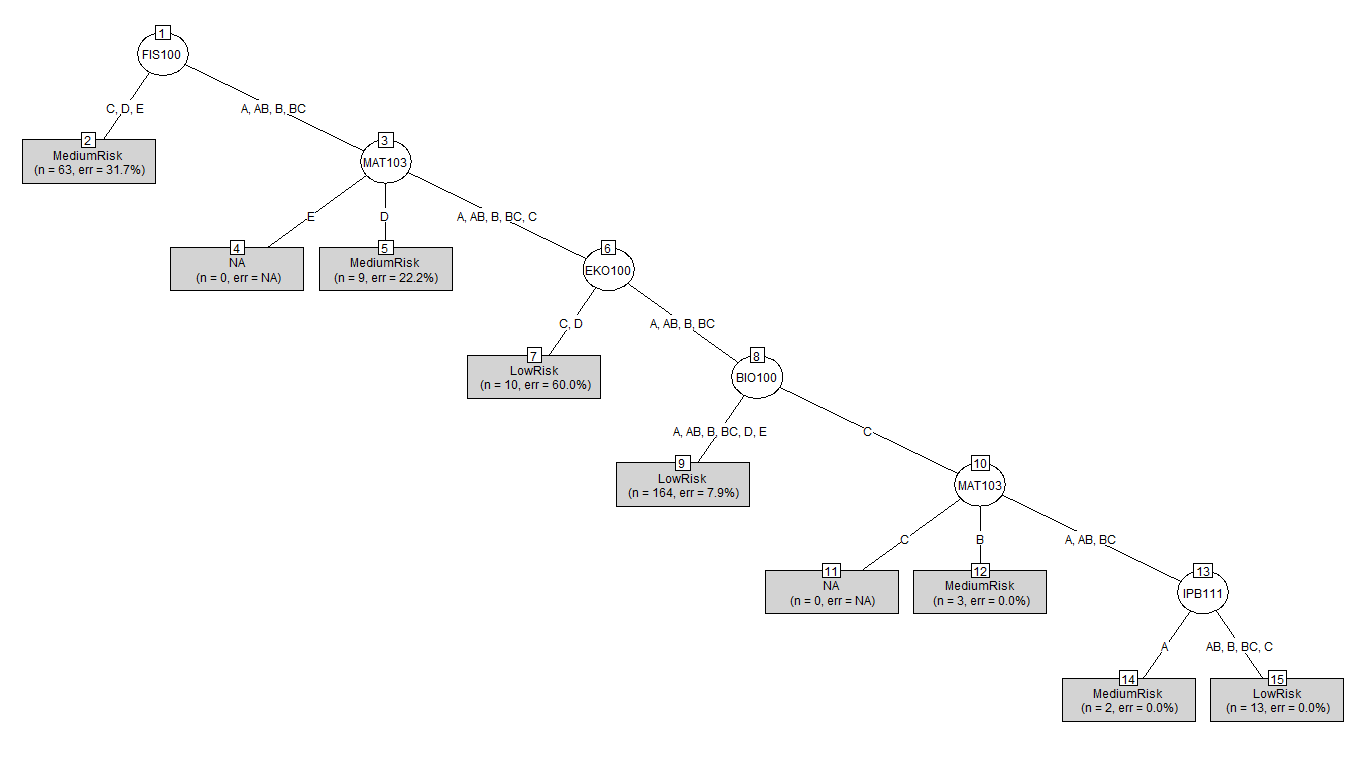 1
FIS100
C, D, E
A, AB, B, BC
2
MediumRisk
(n = 63, err = 31.7%)
3
MAT103
E
D
A, AB, B, BC, C
4
NA
(n = 0, err = NA)
5
MediumRisk
(n = 9, err = 22.2%)
6
EKO100
C, D
A, AB, B, BC
7
LowRisk
(n = 10, err = 60.0%)
8
BIO100
A, AB, B, BC, D, E
C
9
LowRisk
(n = 164, err = 7.9%)
10
MAT103
C
B
A, AB, BC
11
NA
(n = 0, err = NA)
12
MediumRisk
(n = 3, err = 0.0%)
13
IPB111
A
AB, B, BC, C
14
MediumRisk
(n = 2, err = 0.0%)
15
LowRisk
(n = 13, err = 0.0%)